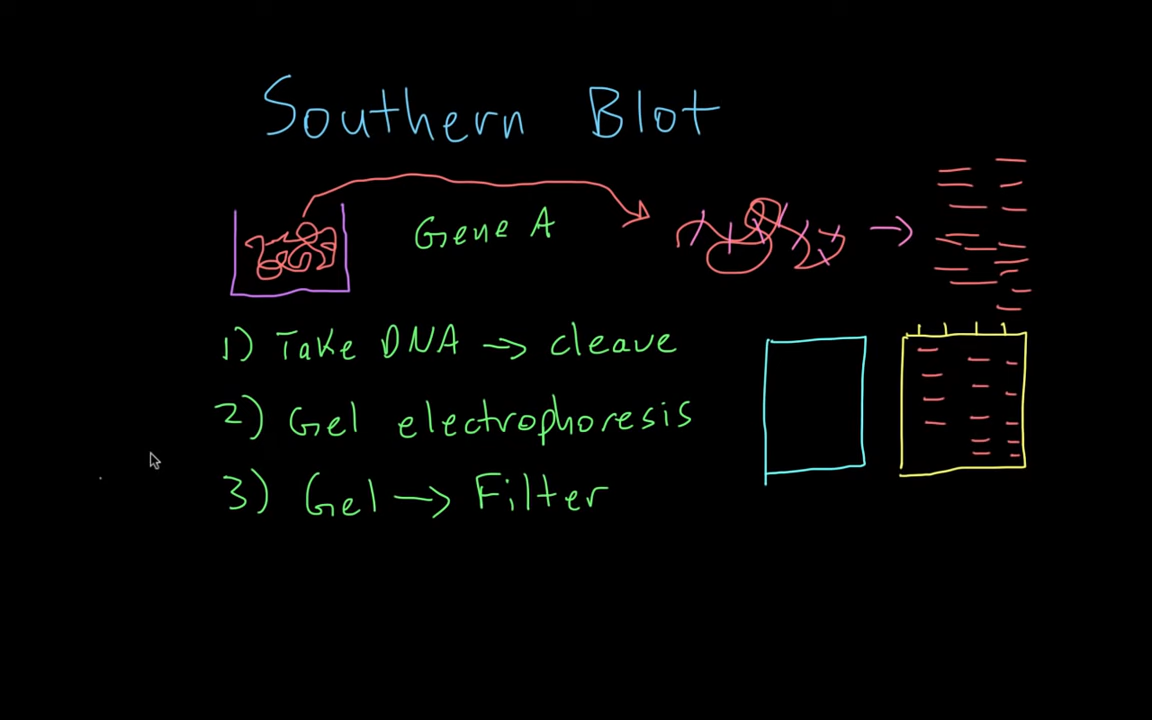 Southern Blot
Gene A
1) Take DNA → cleave
2) Gel electrophoresis
3) Gel → Filter